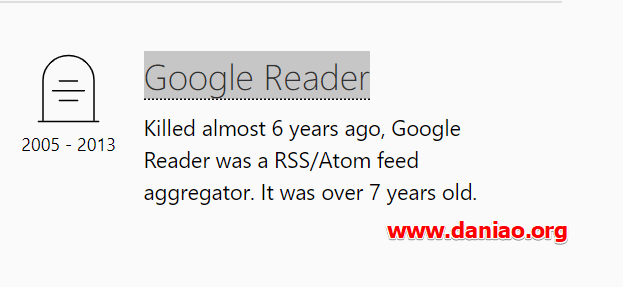 Google Reader
2005 - 2013
Killed almost 6 years ago, Google
Reader was a RSS/Atom feed
aggregator. It was over 7 years old.
www.daniao.org